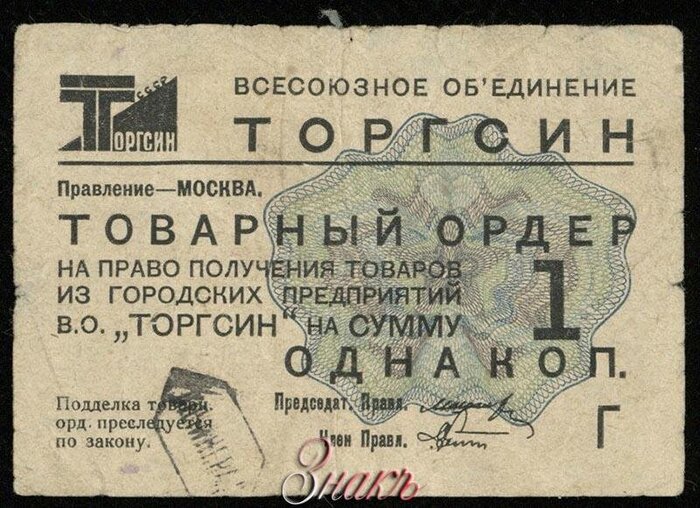 СССР
ТОРГСИН
ВСЕСОЮЗНОЕ ОБ'ЕДИНЕНИЕ
ТОРГСИН
Правление—МОСКВА.
ТОВАРНЫЙ ОРДЕР
НА ПРАВО ПОЛУЧЕНИЯ ТОВАРОВ
ИЗ ГОРОДСКИХ ПРЕДПРИЯТИЙ
В.О. „ТОРГСИН“ НА СУММУ
1
ОДНА КОП.
Подделка товарн.
орд. преследуется
по закону.
Председат. Правл.
Член Правл.
Г
Знакъ